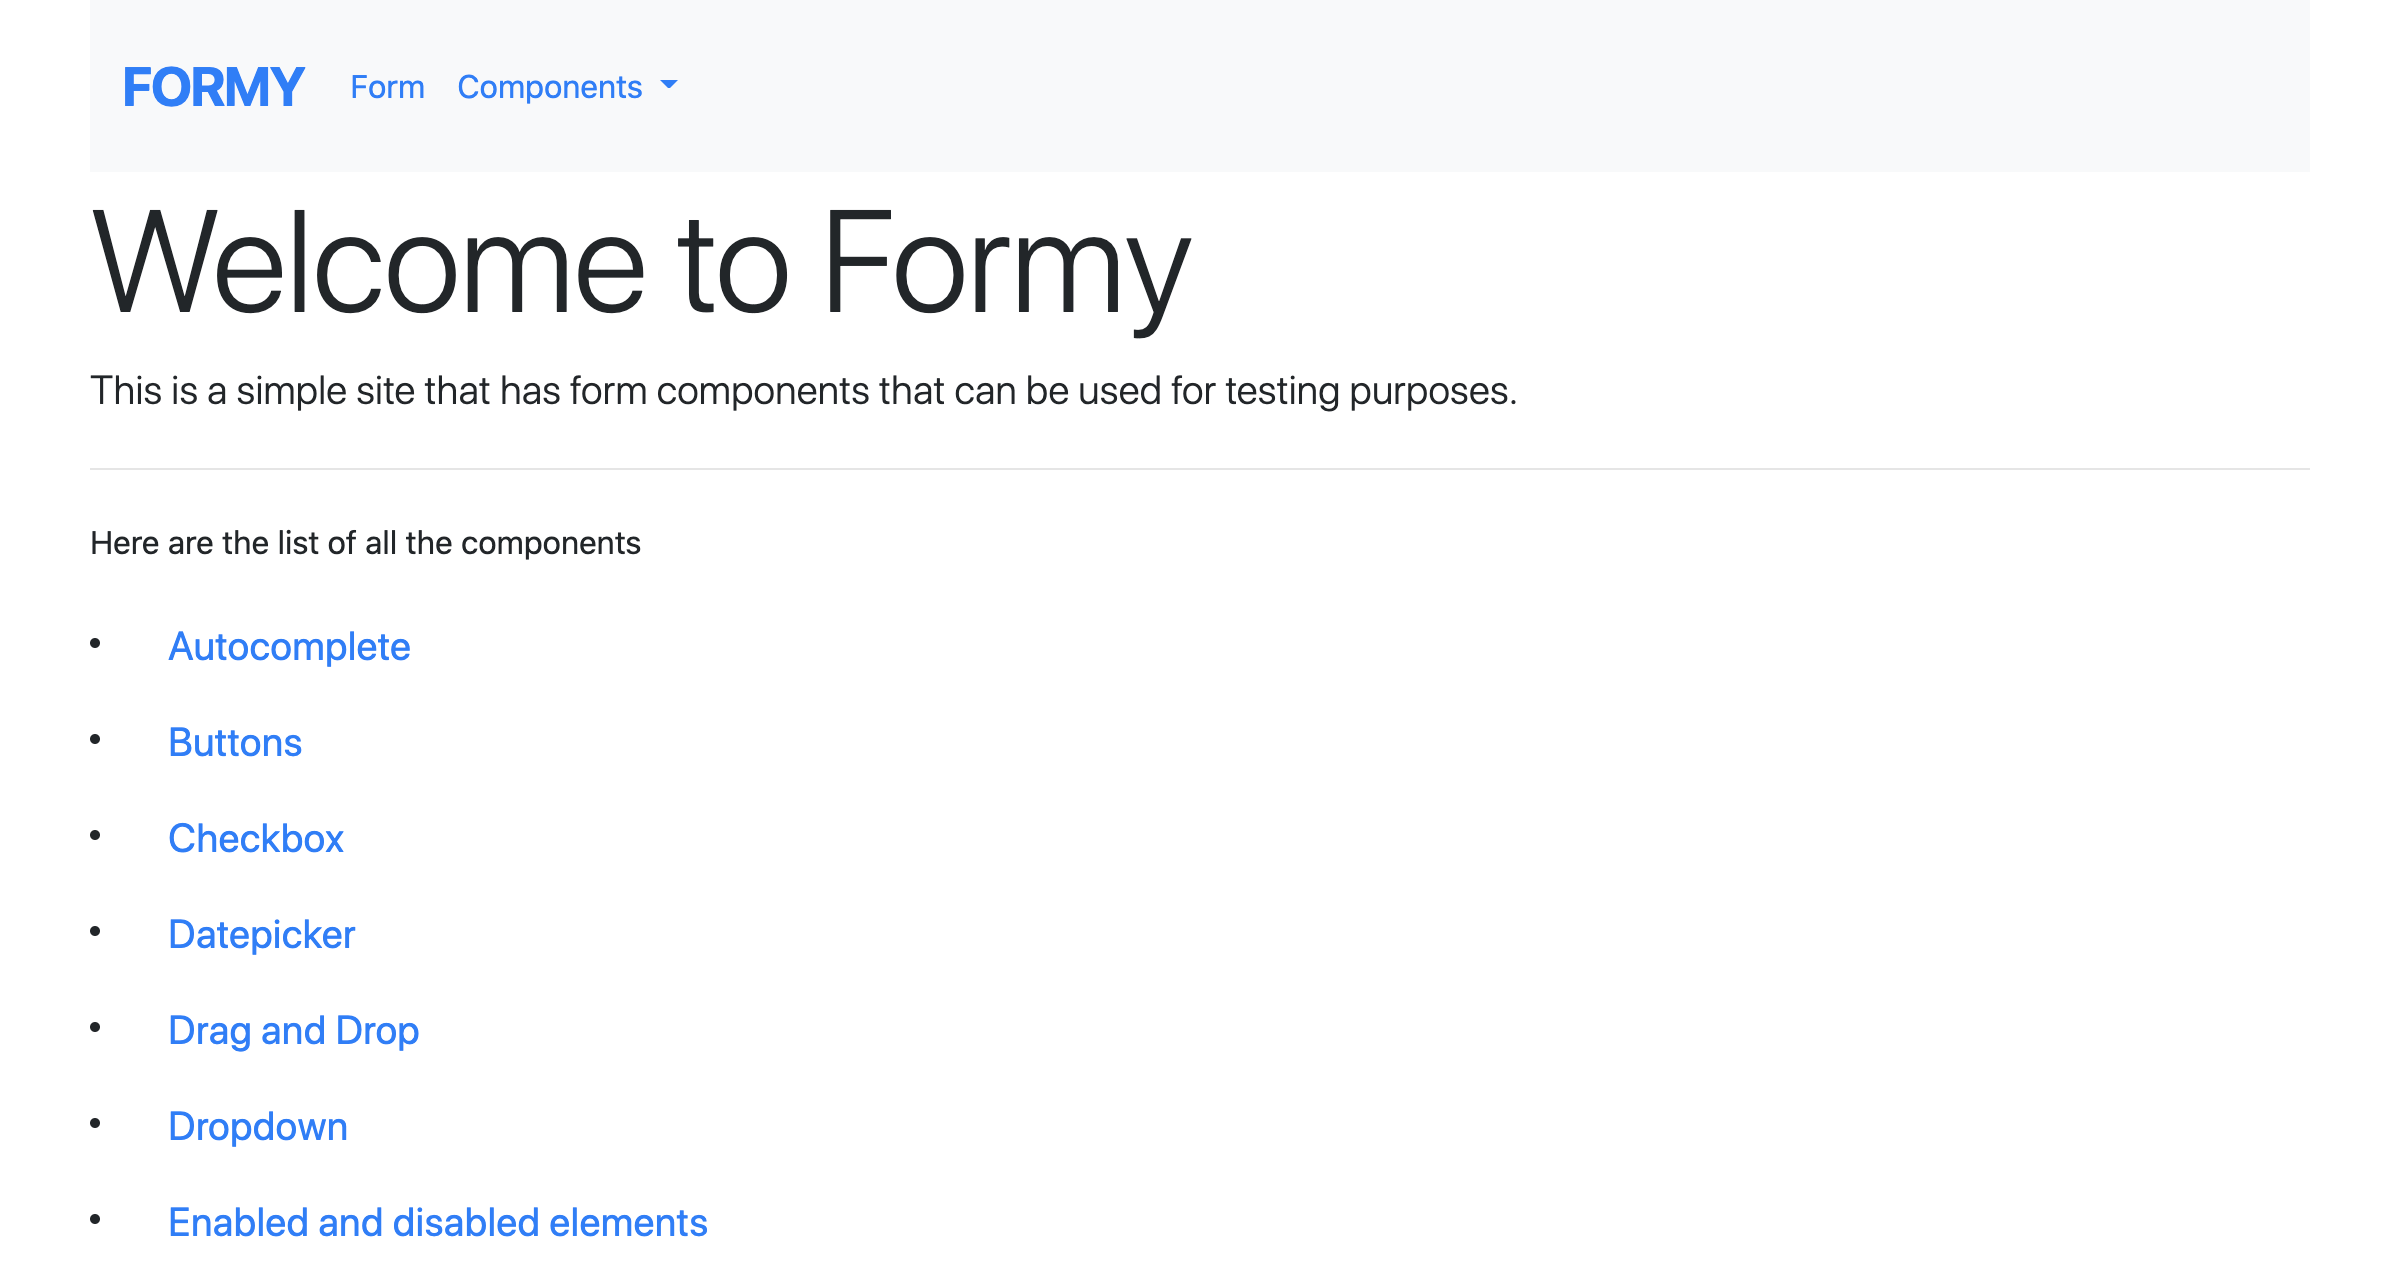 FORMY Form Components
Welcome to Formy
This is a simple site that has form components that can be used for testing purposes.
Here are the list of all the components
• Autocomplete
• Buttons
• Checkbox
• Datepicker
• Drag and Drop
• Dropdown
• Enabled and disabled elements